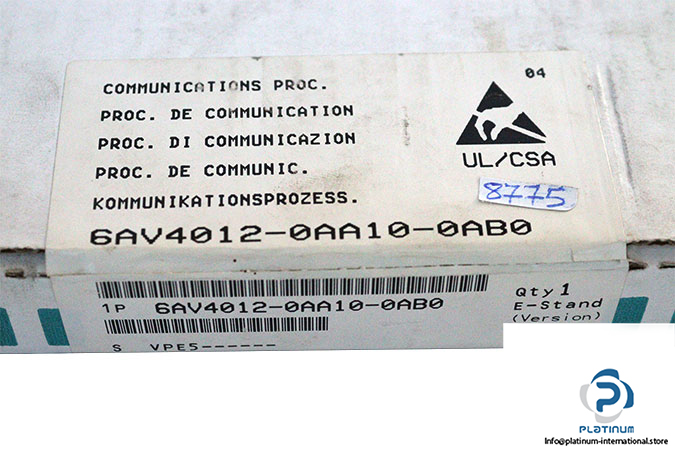 COMMUNICATIONS PROC.
04
PROC. DE COMMUNICATION
PROC. DI COMMUNICAZION
PROC. DE COMMUNIC.
UL/CSA
KOMMUNIKATIONSPROZESS.
8775
6AV4012-0AA10-0AB0
1P 6AV4012-0AA10-0AB0
Qty 1
E-Stand
(Version)
S VPE5------
P
PLATINUM
Info@platinum-international.store